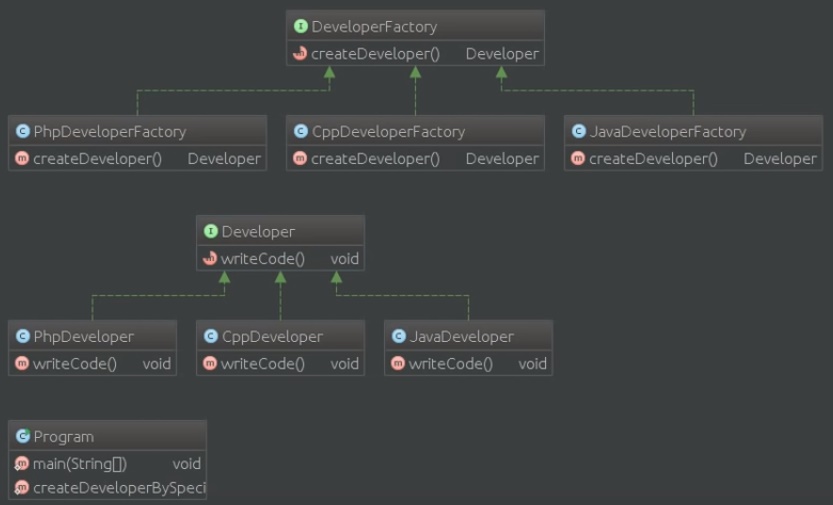 DeveloperFactory
createDeveloper() Developer
PhpDeveloperFactory CppDeveloperFactory JavaDeveloperFactory
createDeveloper() Developer createDeveloper() Developer createDeveloper() Developer
Developer
writeCode() void
PhpDeveloper CppDeveloper JavaDeveloper
writeCode() void writeCode() void writeCode() void
Program
main(String[]) void
createDeveloperBySpeci